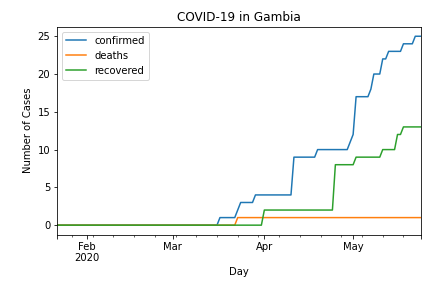 COVID-19 in Gambia
confirmed
deaths
recovered
Number of Cases
25
20
15
10
5
0
Feb
2020
Mar
Apr
May
Day